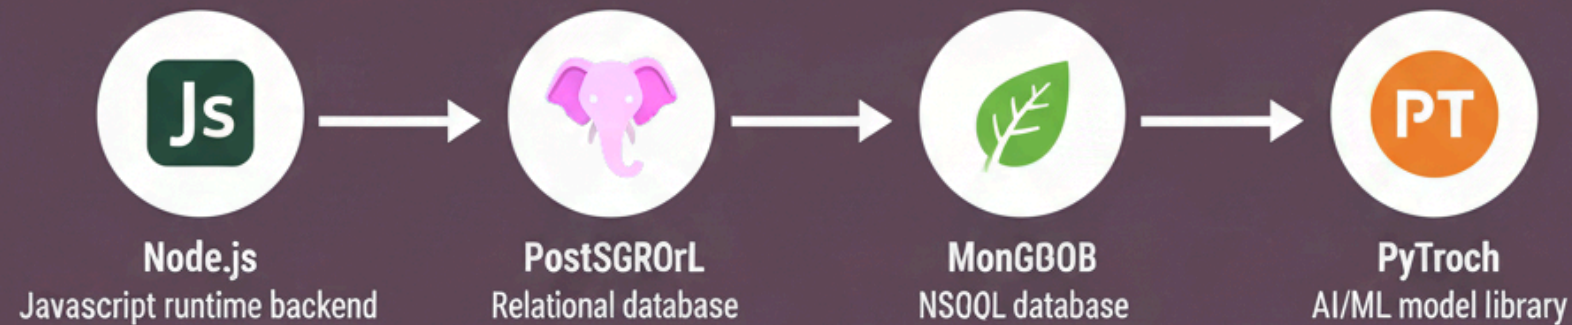 Js
PT
Node.js
Javascript runtime backend
PostSGROrL
Relational database
MonGBOB
NSOQL database
PyTroch
AI/ML model library